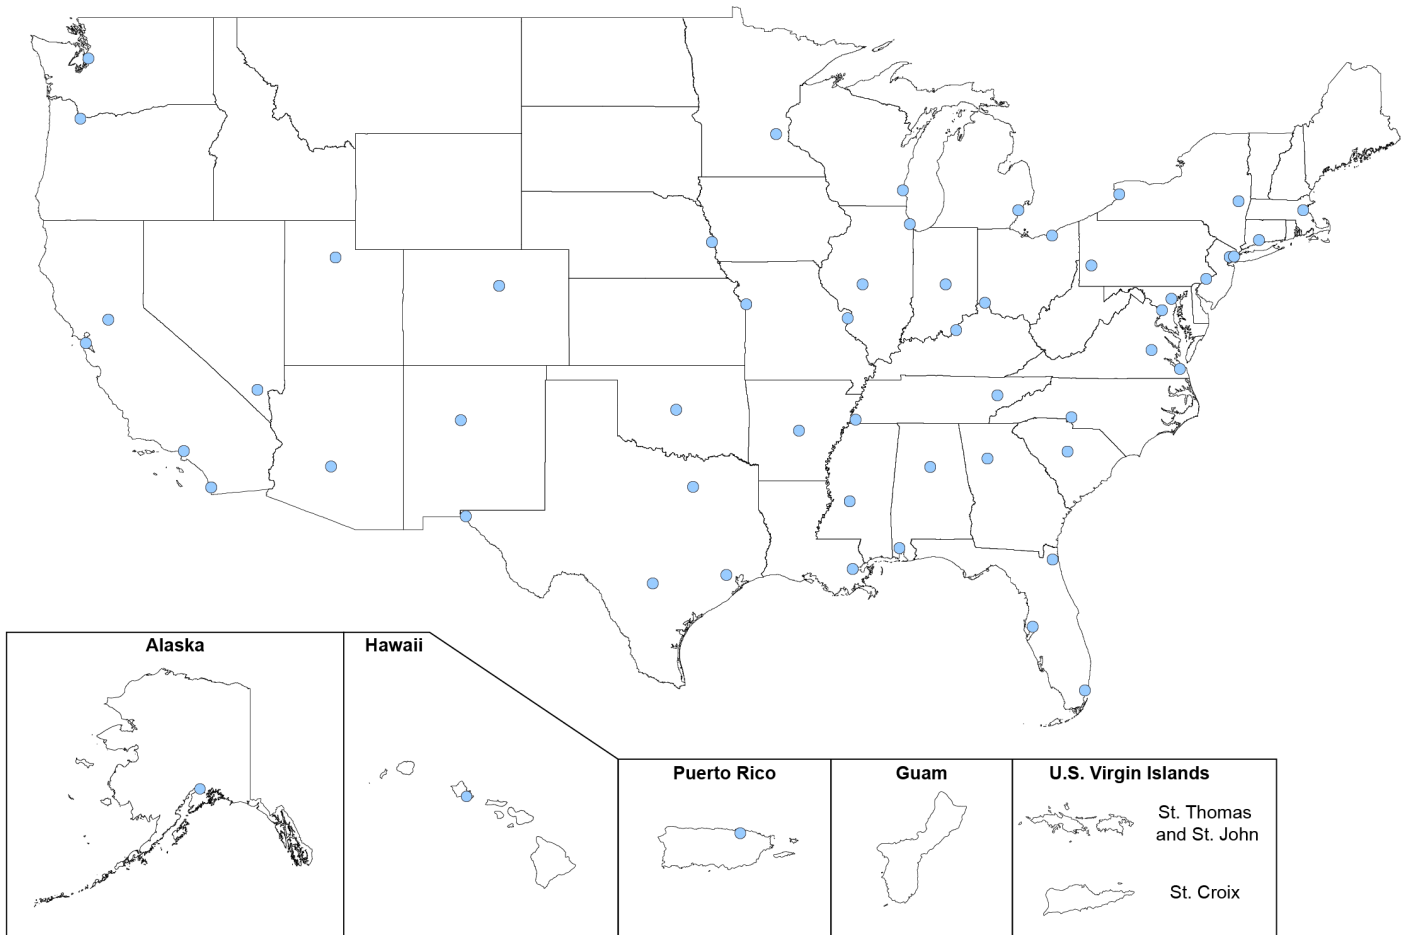 Alaska
Hawaii
Puerto Rico
Guam
U.S. Virgin Islands
St. Thomas
and St. John
St. Croix